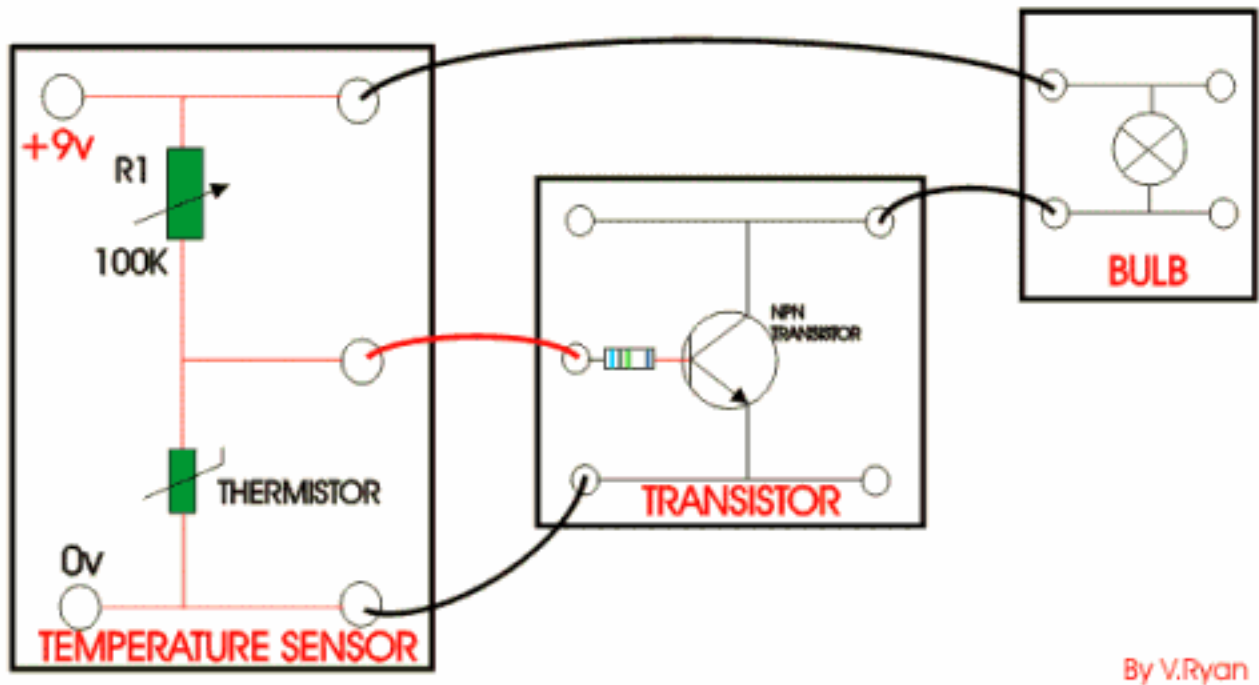 +9v
R1
100K
THERMISTOR
0v
TEMPERATURE SENSOR
NPN
TRANSISTOR
TRANSISTOR
BULB
By V.Ryan